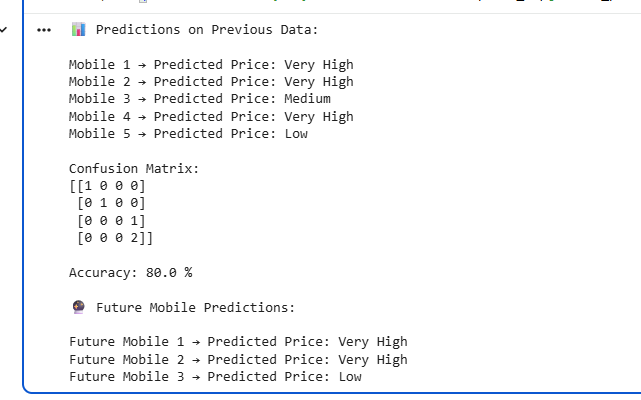 📊 Predictions on Previous Data:
Mobile 1 → Predicted Price: Very High
Mobile 2 → Predicted Price: Very High
Mobile 3 → Predicted Price: Medium
Mobile 4 → Predicted Price: Very High
Mobile 5 → Predicted Price: Low
Confusion Matrix:
[[1 0 0 0]
 [0 1 0 0]
 [0 0 0 1]
 [0 0 0 2]]
Accuracy: 80.0 %
🔮 Future Mobile Predictions:
Future Mobile 1 → Predicted Price: Very High
Future Mobile 2 → Predicted Price: Very High
Future Mobile 3 → Predicted Price: Low